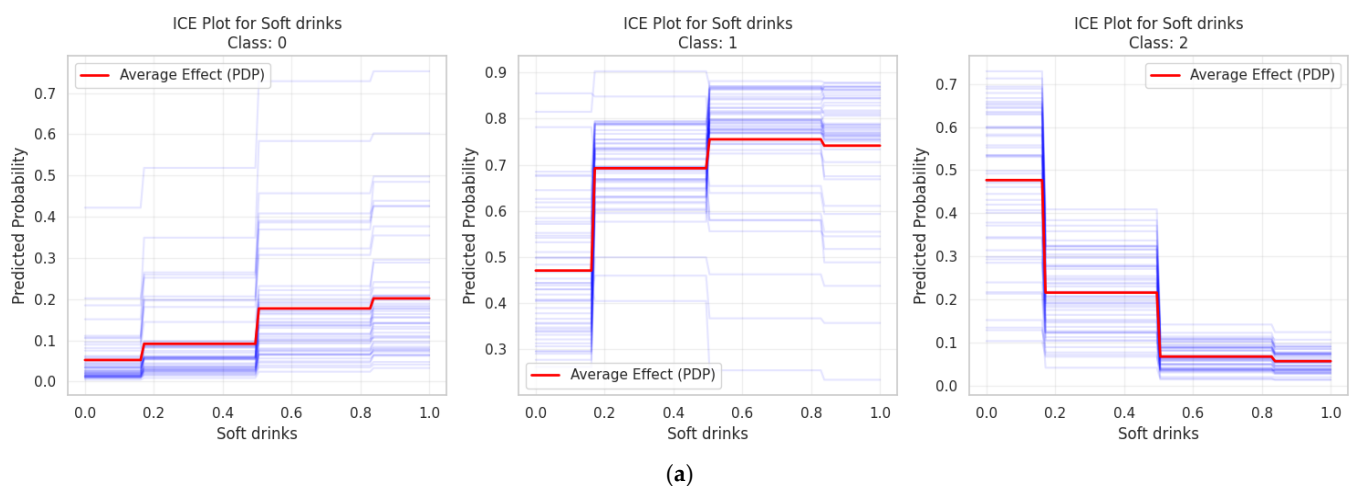 ICE Plot for Soft drinks
Class: 0
Average Effect (PDP)
Predicted Probability
0.7
0.6
0.5
0.4
0.3
0.2
0.1
0.0
0.0 0.2 0.4 0.6 0.8 1.0
Soft drinks
ICE Plot for Soft drinks
Class: 1
Predicted Probability
0.9
0.8
0.7
0.6
0.5
0.4
0.3
Average Effect (PDP)
0.0 0.2 0.4 0.6 0.8 1.0
Soft drinks
ICE Plot for Soft drinks
Class: 2
Average Effect (PDP)
Predicted Probability
0.7
0.6
0.5
0.4
0.3
0.2
0.1
0.0
0.0 0.2 0.4 0.6 0.8 1.0
Soft drinks
(a)